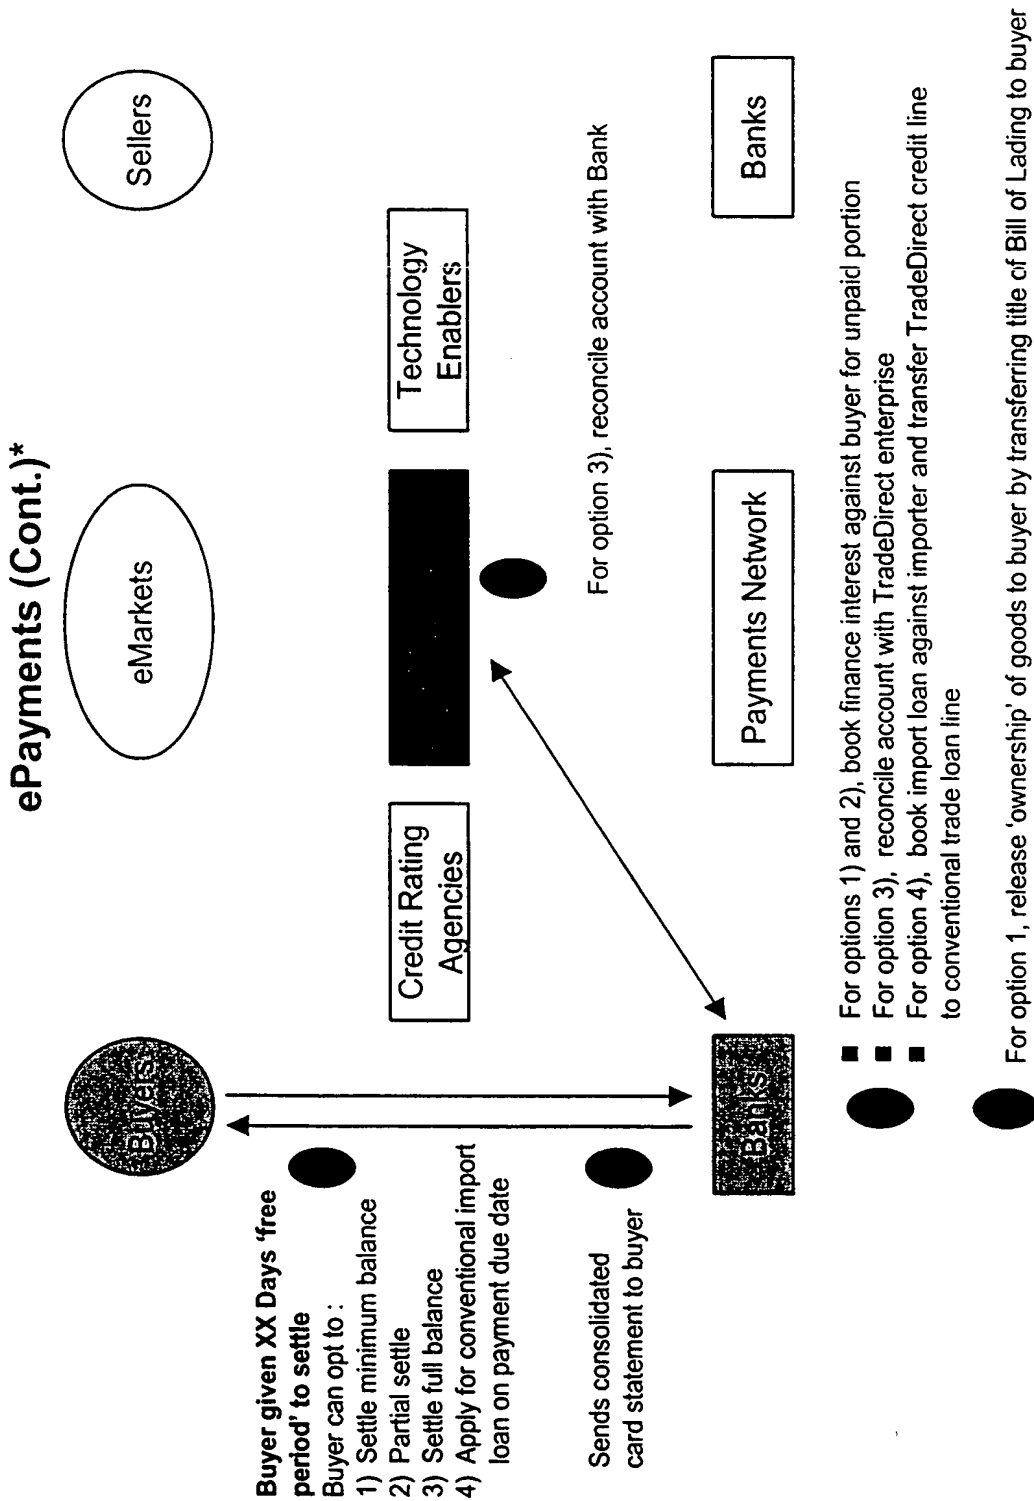 ePayments (Cont.)*
Buyers
eMarkets
Sellers
Buyer given XX Days 'free
period' to settle
Buyer can opt to :
1) Settle minimum balance
2) Partial settle
3) Settle full balance
4) Apply for conventional import
loan on payment due date
Credit Rating
Agencies
Technology
Enablers
For option 3), reconcile account with Bank
Sends consolidated
card statement to buyer
Banks
Payments Network
Banks
■ For options 1) and 2), book finance interest against buyer for unpaid portion
■ For option 3), reconcile account with TradeDirect enterprise
■ For option 4), book import loan against importer and transfer TradeDirect credit line
to conventional trade loan line
For option 1, release 'ownership' of goods to buyer by transferring title of Bill of Lading to buyer